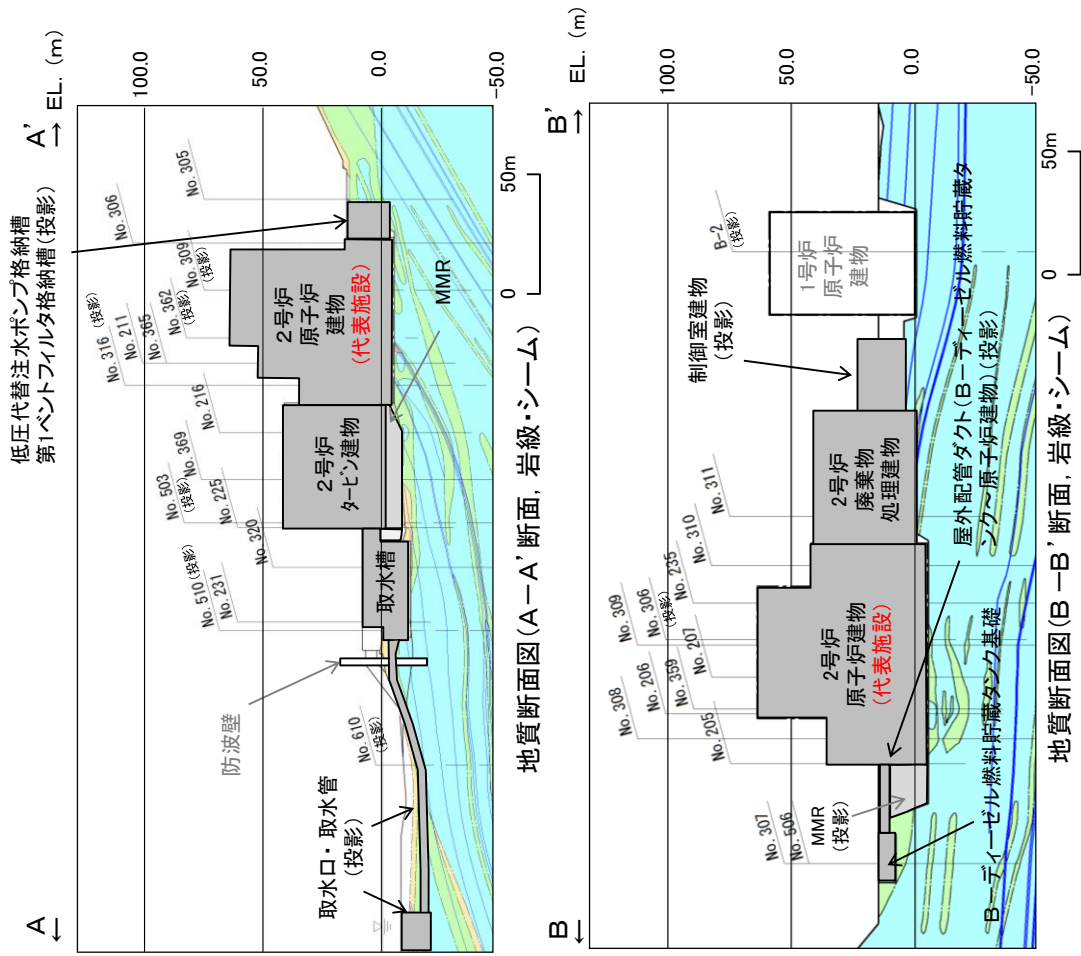 低圧代替注水ポンプ格納槽
第1ベントフィルタ格納槽(投影)
A
A'
EL. (m)
100.0
50.0
0.0
-50.0
No. 305
No. 306
No. 309
(投影)
No. 362
(投影)
No. 365
No. 211
No. 316 (投影)
No. 216
No. 369
(投影)
No. 503
No. 225
No. 320
No. 510 (投影)
No. 231
No. 610
(投影)
2号炉
原子炉
建物
(代表施設)
2号炉
タービン建物
取水槽
防波壁
取水口・取水管
(投影)
MMR
0
50m
地質断面図(A-A' 断面, 岩級・シーム)
B
B'
EL. (m)
100.0
50.0
0.0
-50.0
B-2
(投影)
1号炉
原子炉
建物
制御室建物
(投影)
2号炉
廃棄物
処理建物
2号炉
原子炉建物
(代表施設)
No. 311
No. 310
No. 235
No. 306
(投影)
No. 309
No. 207
No. 359
No. 206
No. 308
No. 205
No. 307
No. 506
MMR
(投影)
屋外配管ダクト(B-ディーゼル燃料貯蔵タ
ンク~原子炉建物)(投影)
B-ディーゼル燃料貯蔵タンク基礎
0
50m
地質断面図(B-B' 断面, 岩級・シーム)